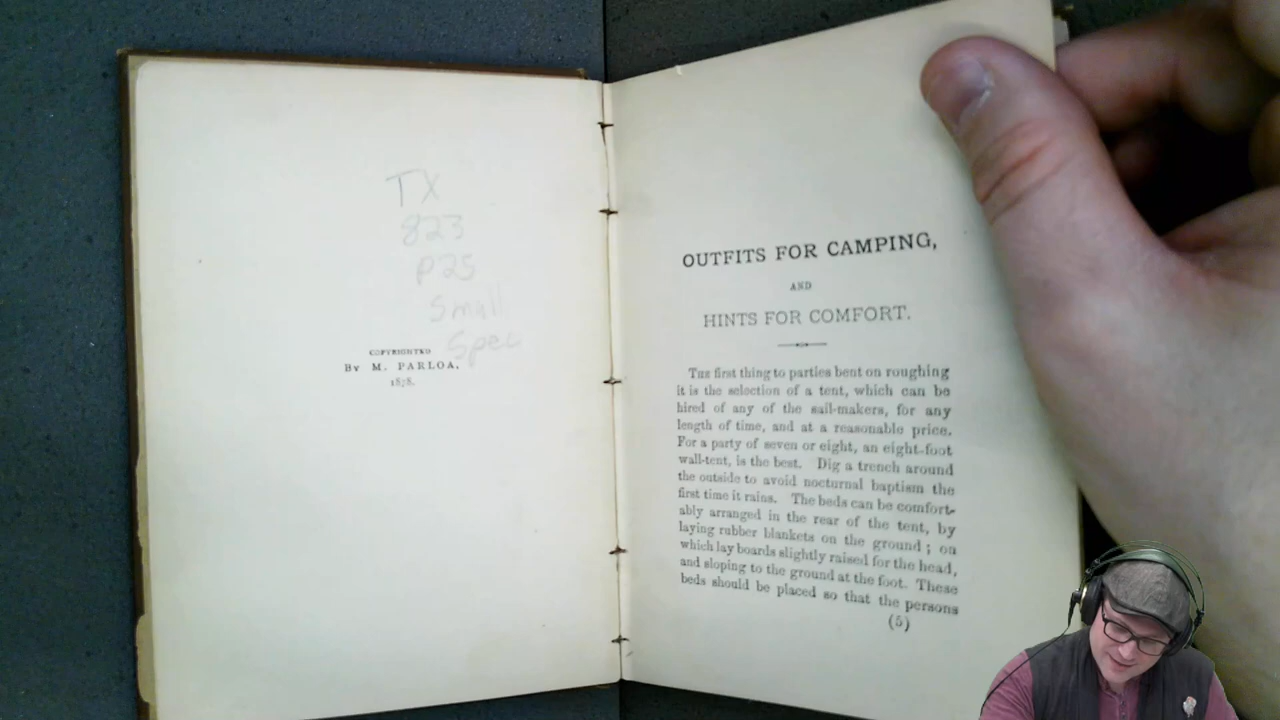 TX
823
P25
Small
Spec
COPYRIGHTED
By M. PARLOA,
1878.
OUTFITS FOR CAMPING,
AND
HINTS FOR COMFORT.
The first thing to parties bent on roughing
it is the selection of a tent, which can be
hired of any of the sail-makers, for any
length of time, and at a reasonable price.
For a party of seven or eight, an eight-foot
wall-tent, is the best. Dig a trench around
the outside to avoid nocturnal baptism the
first time it rains. The beds can be comfort-
ably arranged in the rear of the tent, by
laying rubber blankets on the ground; on
which lay boards slightly raised for the head,
and sloping to the ground at the foot. These
beds should be placed so that the persons
(5)